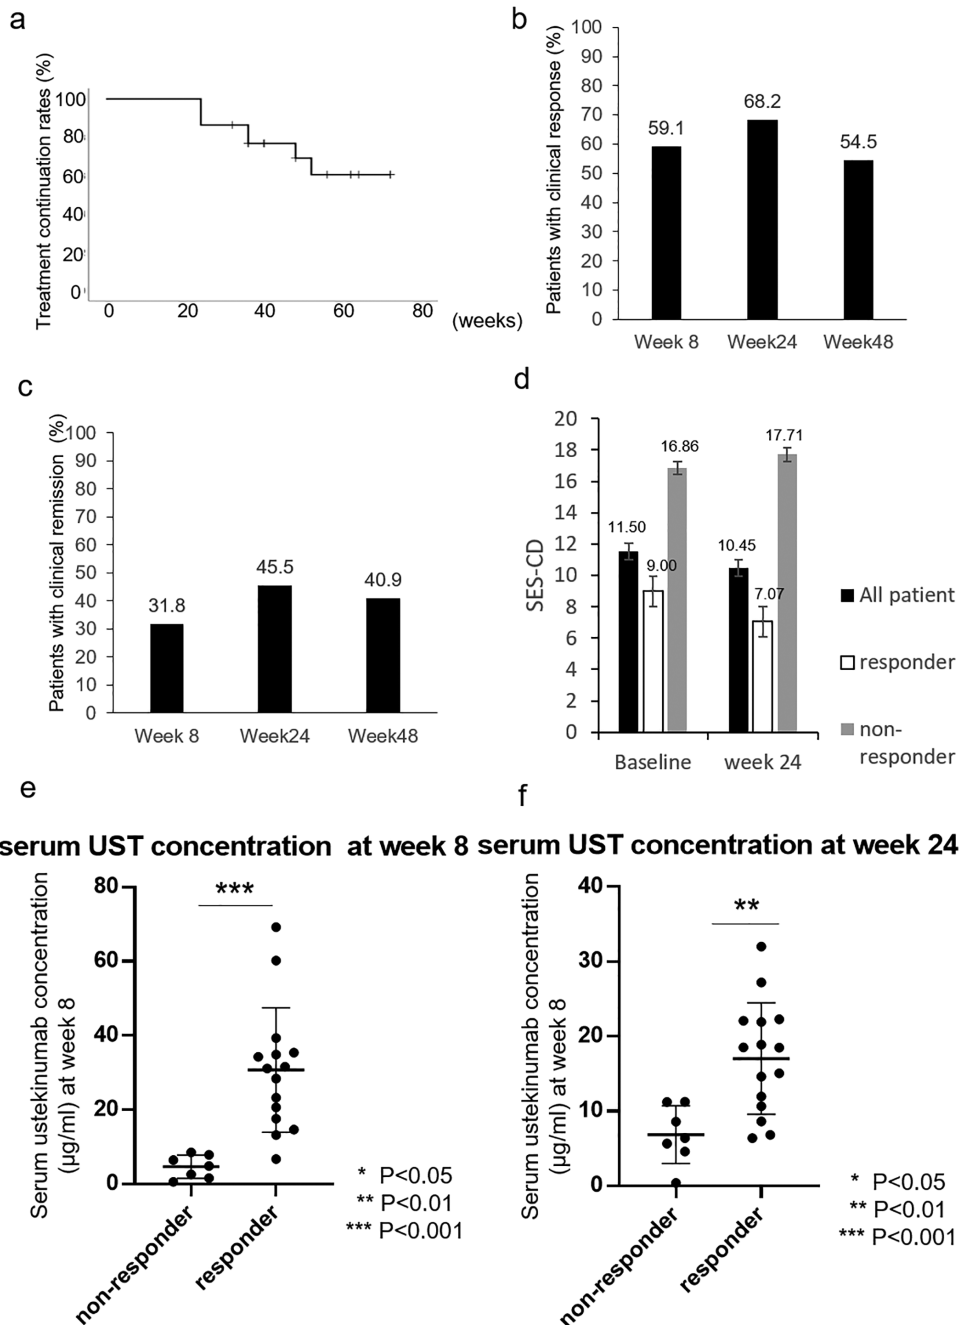 a
Treatment continuation rates (%)
100
80
60
40
20
0
0 20 40 60 80
(weeks)
b
Patients with clinical response (%)
100
90
80
70
60
50
40
30
20
10
0
59.1
68.2
54.5
Week 8 Week24 Week48
c
Patients with clinical remission (%)
100
90
80
70
60
50
40
30
20
10
0
31.8
45.5
40.9
Week 8 Week24 Week48
d
SES-CD
20
18
16
14
12
10
8
6
4
2
0
11.50
9.00
16.86
10.45
7.07
17.71
Baseline week 24
All patient
responder
non-
responder
e
serum UST concentration at week 8
Serum ustekinumab concentration
(μg/ml) at week 8
80
60
40
20
0
***
non-responder
responder
* P<0.05
** P<0.01
*** P<0.001
f
serum UST concentration at week 24
Serum ustekinumab concentration
(μg/ml) at week 8
40
30
20
10
0
**
non-responder
responder
* P<0.05
** P<0.01
*** P<0.001